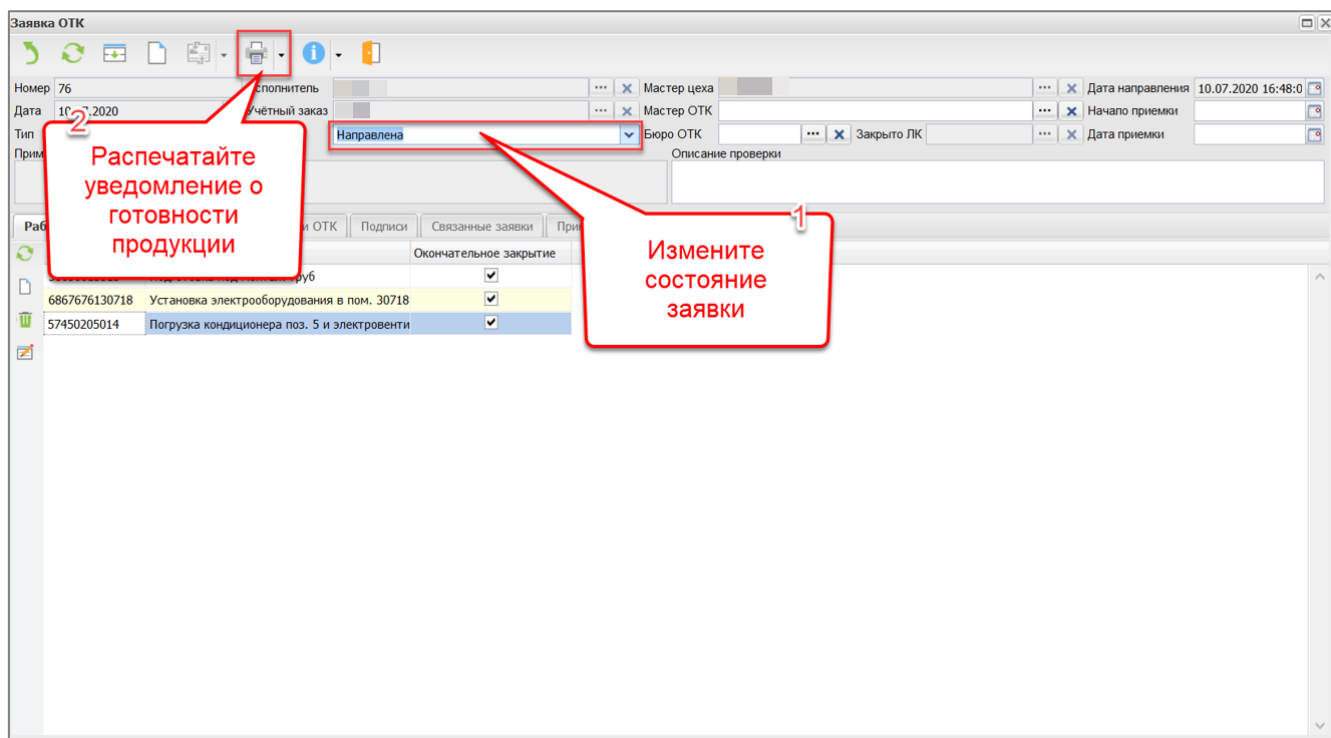 Заявка ОТК
Номер 76 Исполнитель Мастер цеха Дата направления 10.07.2020 16:48:0
Дата 2020 Учётный заказ Мастер ОТК Начало приемки
Тип Направлена Бюро ОТК Закрыто ЛК Дата приемки
Описание проверки
2
Распечатайте
уведомление о
готовности
продукции
1
Измените
состояние
заявки
ОТК Подписи Связанные заявки
Окончательное закрытие
6867676130718 Установка электрооборудования в пом. 30718
57450205014 Погрузка кондиционера поз. 5 и электровенти